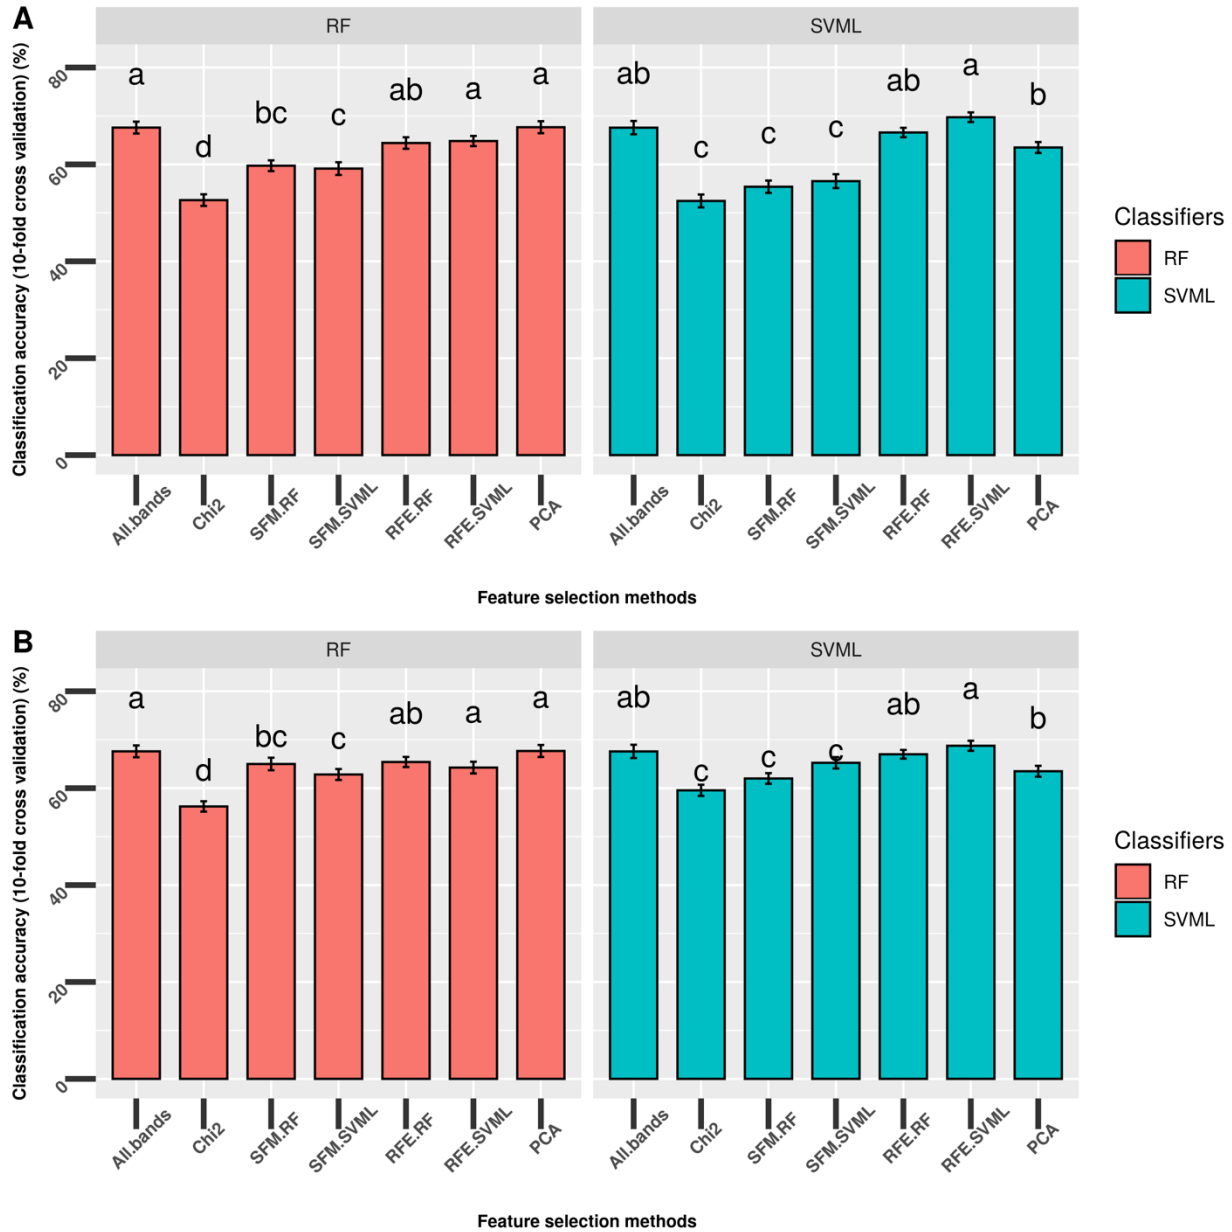 A
RF
SVML
Classification accuracy (10-fold cross validation) (%)
80
60
40
20
0
a
d
bc
c
ab
a
a
ab
c
c
c
ab
a
b
All.bands
Chi2
SFM.RF
SFM.SVML
RFE.RF
RFE.SVML
PCA
All.bands
Chi2
SFM.RF
SFM.SVML
RFE.RF
RFE.SVML
PCA
Feature selection methods
Classifiers
RF
SVML
B
RF
SVML
Classification accuracy (10-fold cross validation) (%)
80
60
40
20
0
a
d
bc
c
ab
a
a
ab
c
c
c
ab
a
b
All.bands
Chi2
SFM.RF
SFM.SVML
RFE.RF
RFE.SVML
PCA
All.bands
Chi2
SFM.RF
SFM.SVML
RFE.RF
RFE.SVML
PCA
Feature selection methods
Classifiers
RF
SVML